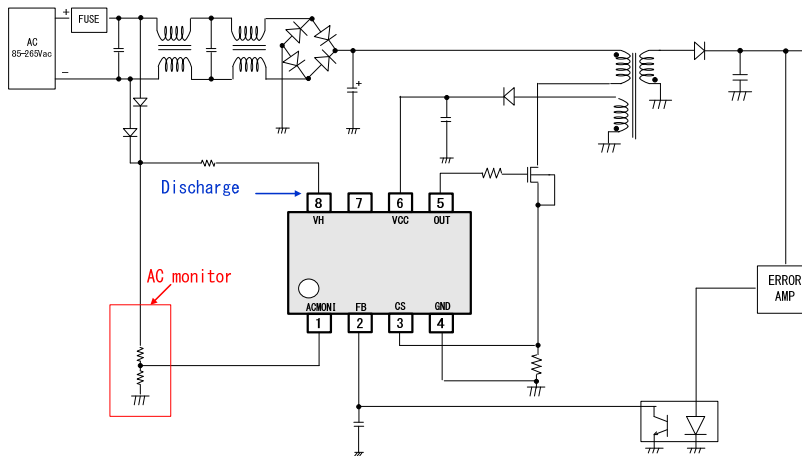 +
FUSE
AC
85-265Vac
−
+
Discharge
8
7
6
5
VH
VCC
OUT
AC monitor
ACMONI
FB
CS
GND
1
2
3
4
ERROR
AMP